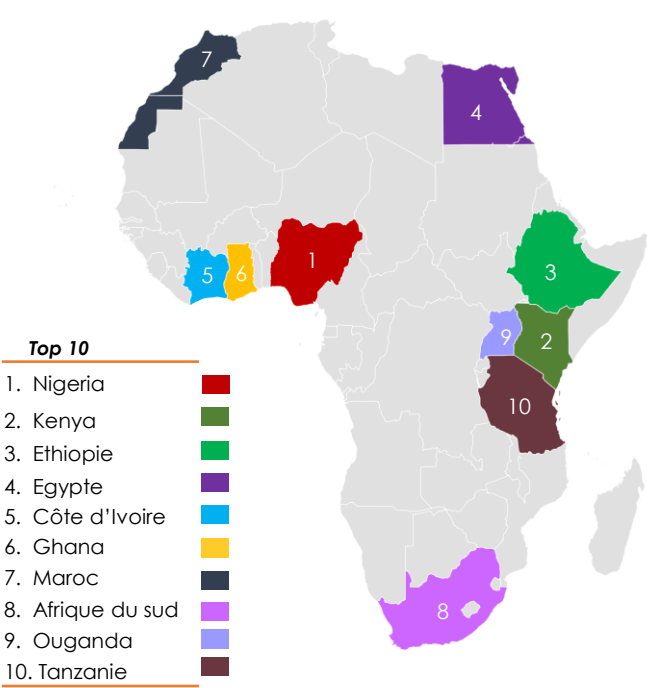 7
4
3
1
5
6
9
2
10
8
Top 10
1. Nigeria
2. Kenya
3. Ethiopie
4. Egypte
5. Côte d’Ivoire
6. Ghana
7. Maroc
8. Afrique du sud
9. Ouganda
10. Tanzanie